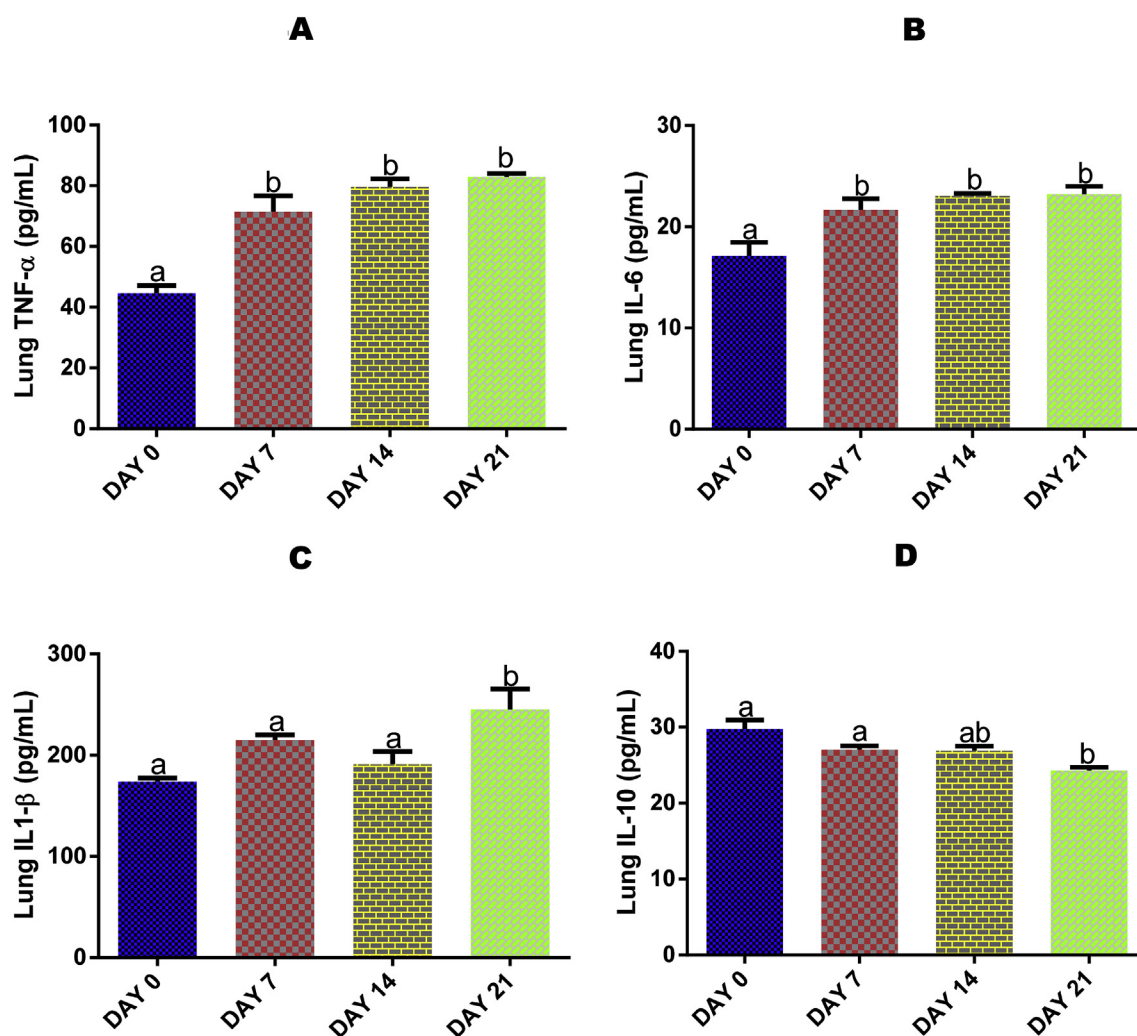 A
Lung TNF-α (pg/mL)
100
80
60
40
20
0
a
b
b
b
DAY 0
DAY 7
DAY 14
DAY 21
B
Lung IL-6 (pg/mL)
30
20
10
0
a
b
b
b
DAY 0
DAY 7
DAY 14
DAY 21
C
Lung IL1-β (pg/mL)
300
200
100
0
a
a
a
b
DAY 0
DAY 7
DAY 14
DAY 21
D
Lung IL-10 (pg/mL)
40
30
20
10
0
a
a
ab
b
DAY 0
DAY 7
DAY 14
DAY 21